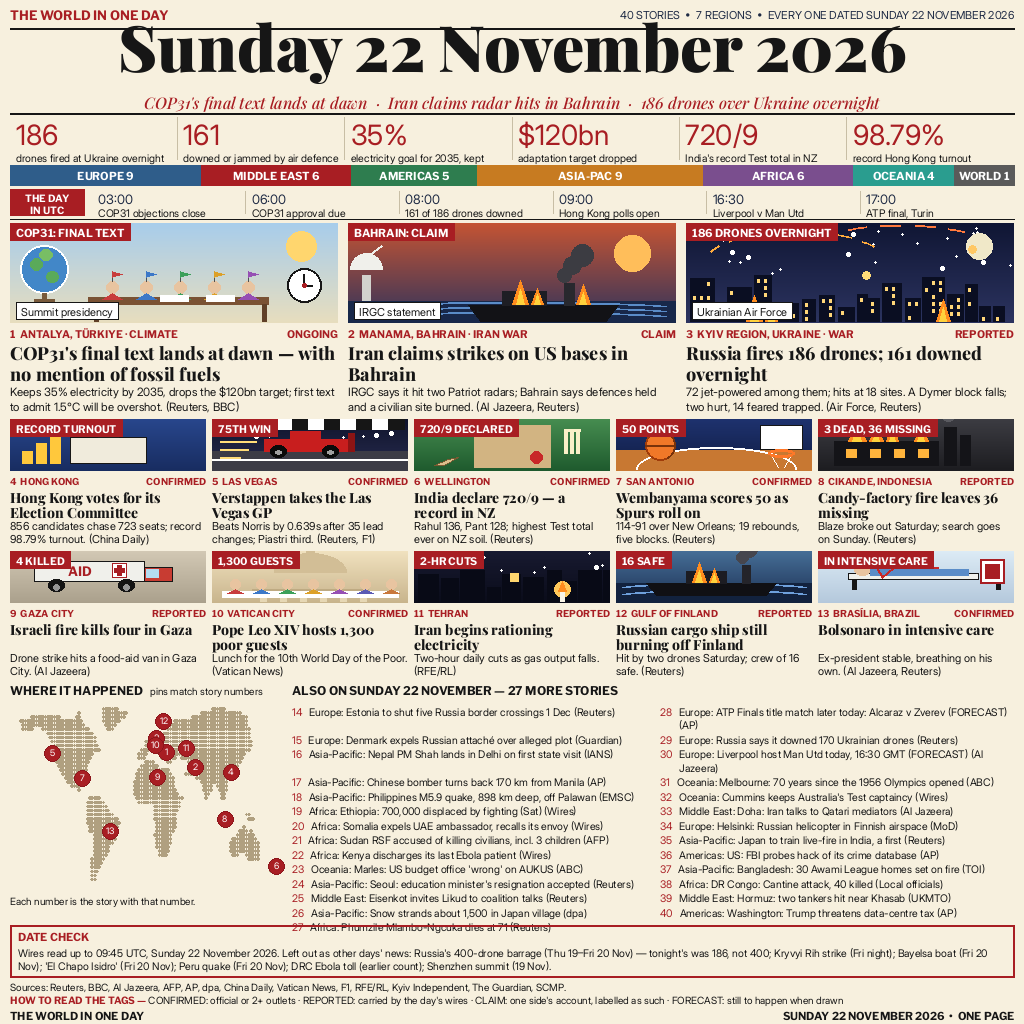 THE WORLD IN ONE DAY
40 STORIES • 7 REGIONS • EVERY ONE DATED SUNDAY 22 NOVEMBER 2026
Sunday 22 November 2026
COP31's final text lands at dawn · Iran claims radar hits in Bahrain · 186 drones over Ukraine overnight
186
drones fired at Ukraine overnight
161
downed or jammed by air defence
35%
electricity goal for 2035, kept
$120bn
adaptation target dropped
720/9
India's record Test total in NZ
98.79%
record Hong Kong turnout
EUROPE 9
MIDDLE EAST 6
AMERICAS 5
ASIA-PAC 9
AFRICA 6
OCEANIA 4
WORLD 1
THE DAY
IN UTC
03:00
COP31 objections close
06:00
COP31 approval due
08:00
161 of 186 drones downed
09:00
Hong Kong polls open
16:30
Liverpool v Man Utd
17:00
ATP final, Turin
COP31: FINAL TEXT
Summit presidency
1 ANTALYA, TÜRKIYE · CLIMATE
ONGOING
COP31's final text lands at dawn — with
no mention of fossil fuels
Keeps 35% electricity by 2035, drops the $120bn target; first text
to admit 1.5°C will be overshot. (Reuters, BBC)
BAHRAIN: CLAIM
IRGC statement
2 MANAMA, BAHRAIN · IRAN WAR
CLAIM
Iran claims strikes on US bases in
Bahrain
IRGC says it hit two Patriot radars; Bahrain says defences held
and a civilian site burned. (Al Jazeera, Reuters)
186 DRONES OVERNIGHT
Ukrainian Air Force
3 KYIV REGION, UKRAINE · WAR
REPORTED
Russia fires 186 drones; 161 downed
overnight
72 jet-powered among them; hits at 18 sites. A Dymer block falls;
two hurt, 14 feared trapped. (Air Force, Reuters)
RECORD TURNOUT
4 HONG KONG
CONFIRMED
Hong Kong votes for its
Election Committee
856 candidates chase 723 seats; record
98.79% turnout. (China Daily)
75TH WIN
5 LAS VEGAS
CONFIRMED
Verstappen takes the Las
Vegas GP
Beats Norris by 0.639s after 35 lead
changes; Piastri third. (Reuters, F1)
720/9 DECLARED
6 WELLINGTON
CONFIRMED
India declare 720/9 — a
record in NZ
Rahul 136, Pant 128; highest Test total
ever on NZ soil. (Reuters)
50 POINTS
7 SAN ANTONIO
CONFIRMED
Wembanyama scores 50 as
Spurs roll on
114-91 over New Orleans; 19 rebounds,
five blocks. (Reuters)
3 DEAD, 36 MISSING
8 CIKANDE, INDONESIA
REPORTED
Candy-factory fire leaves 36
missing
Blaze broke out Saturday; search goes
on Sunday. (Reuters)
4 KILLED
AID
9 GAZA CITY
REPORTED
Israeli fire kills four in Gaza
Drone strike hits a food-aid van in Gaza
City. (Al Jazeera)
1,300 GUESTS
10 VATICAN CITY
CONFIRMED
Pope Leo XIV hosts 1,300
poor guests
Lunch for the 10th World Day of the Poor.
(Vatican News)
2-HR CUTS
11 TEHRAN
REPORTED
Iran begins rationing
electricity
Two-hour daily cuts as gas output falls.
(RFE/RL)
16 SAFE
12 GULF OF FINLAND
REPORTED
Russian cargo ship still
burning off Finland
Hit by two drones Saturday; crew of 16
safe. (Reuters)
IN INTENSIVE CARE
13 BRASÍLIA, BRAZIL
CONFIRMED
Bolsonaro in intensive care
Ex-president stable, breathing on his
own. (Al Jazeera, Reuters)
WHERE IT HAPPENED pins match story numbers
12
10
1
11
5
2
4
7
9
8
13
6
Each number is the story with that number.
ALSO ON SUNDAY 22 NOVEMBER — 27 MORE STORIES
14 Europe: Estonia to shut five Russia border crossings 1 Dec (Reuters)
15 Europe: Denmark expels Russian attaché over alleged plot (Guardian)
16 Asia-Pacific: Nepal PM Shah lands in Delhi on first state visit (IANS)
17 Asia-Pacific: Chinese bomber turns back 170 km from Manila (AP)
18 Asia-Pacific: Philippines M5.9 quake, 898 km deep, off Palawan (EMSC)
19 Africa: Ethiopia: 700,000 displaced by fighting (Sat) (Wires)
20 Africa: Somalia expels UAE ambassador, recalls its envoy (Wires)
21 Africa: Sudan RSF accused of killing civilians, incl. 3 children (AFP)
22 Africa: Kenya discharges its last Ebola patient (Wires)
23 Oceania: Marles: US budget office 'wrong' on AUKUS (ABC)
24 Asia-Pacific: Seoul: education minister's resignation accepted (Reuters)
25 Middle East: Eisenkot invites Likud to coalition talks (Reuters)
26 Asia-Pacific: Snow strands about 1,500 in Japan village (dpa)
27 Africa: Phumzile Mlambo-Ngcuka dies at 71 (Reuters)
28 Europe: ATP Finals title match later today: Alcaraz v Zverev (FORECAST)
(AP)
29 Europe: Russia says it downed 170 Ukrainian drones (Reuters)
30 Europe: Liverpool host Man Utd today, 16:30 GMT (FORECAST) (Al
Jazeera)
31 Oceania: Melbourne: 70 years since the 1956 Olympics opened (ABC)
32 Oceania: Cummins keeps Australia's Test captaincy (Wires)
33 Middle East: Doha: Iran talks to Qatari mediators (Al Jazeera)
34 Europe: Helsinki: Russian helicopter in Finnish airspace (MoD)
35 Asia-Pacific: Japan to train live-fire in India, a first (Reuters)
36 Americas: US: FBI probes hack of its crime database (AP)
37 Asia-Pacific: Bangladesh: 30 Awami League homes set on fire (TOI)
38 Africa: DR Congo: Cantine attack, 40 killed (Local officials)
39 Middle East: Hormuz: two tankers hit near Khasab (UKMTO)
40 Americas: Washington: Trump threatens data-centre tax (AP)
DATE CHECK
Wires read up to 09:45 UTC, Sunday 22 November 2026. Left out as other days' news: Russia's 400-drone barrage (Thu 19–Fri 20 Nov) — tonight's was 186, not 400; Kryvyi Rih strike (Fri night); Bayelsa boat (Fri 20
Nov); 'El Chapo Isidro' (Fri 20 Nov); Peru quake (Fri 20 Nov); DRC Ebola toll (earlier count); Shenzhen summit (19 Nov).
Sources: Reuters, BBC, Al Jazeera, AFP, AP, dpa, China Daily, Vatican News, F1, RFE/RL, Kyiv Independent, The Guardian, SCMP.
HOW TO READ THE TAGS — CONFIRMED: official or 2+ outlets · REPORTED: carried by the day's wires · CLAIM: one side's account, labelled as such · FORECAST: still to happen when drawn
THE WORLD IN ONE DAY
SUNDAY 22 NOVEMBER 2026 • ONE PAGE